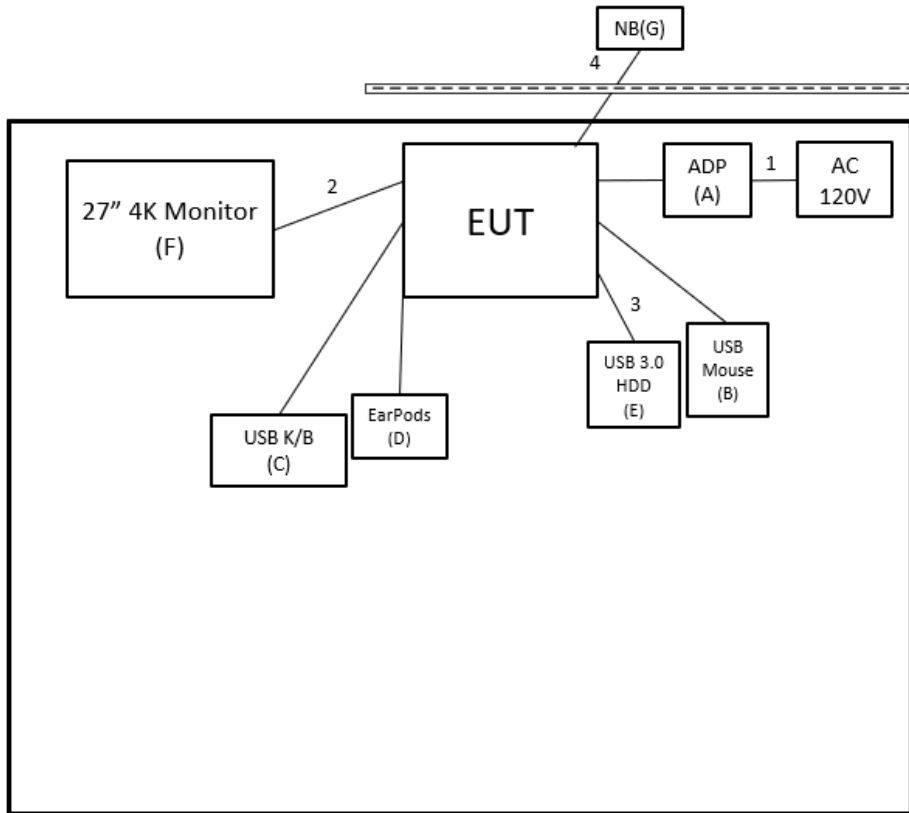 NB(G)
4
27” 4K Monitor
(F)
2
EUT
ADP
(A)
1
AC
120V
3
USB 3.0
HDD
(E)
USB
Mouse
(B)
EarPods
(D)
USB K/B
(C)